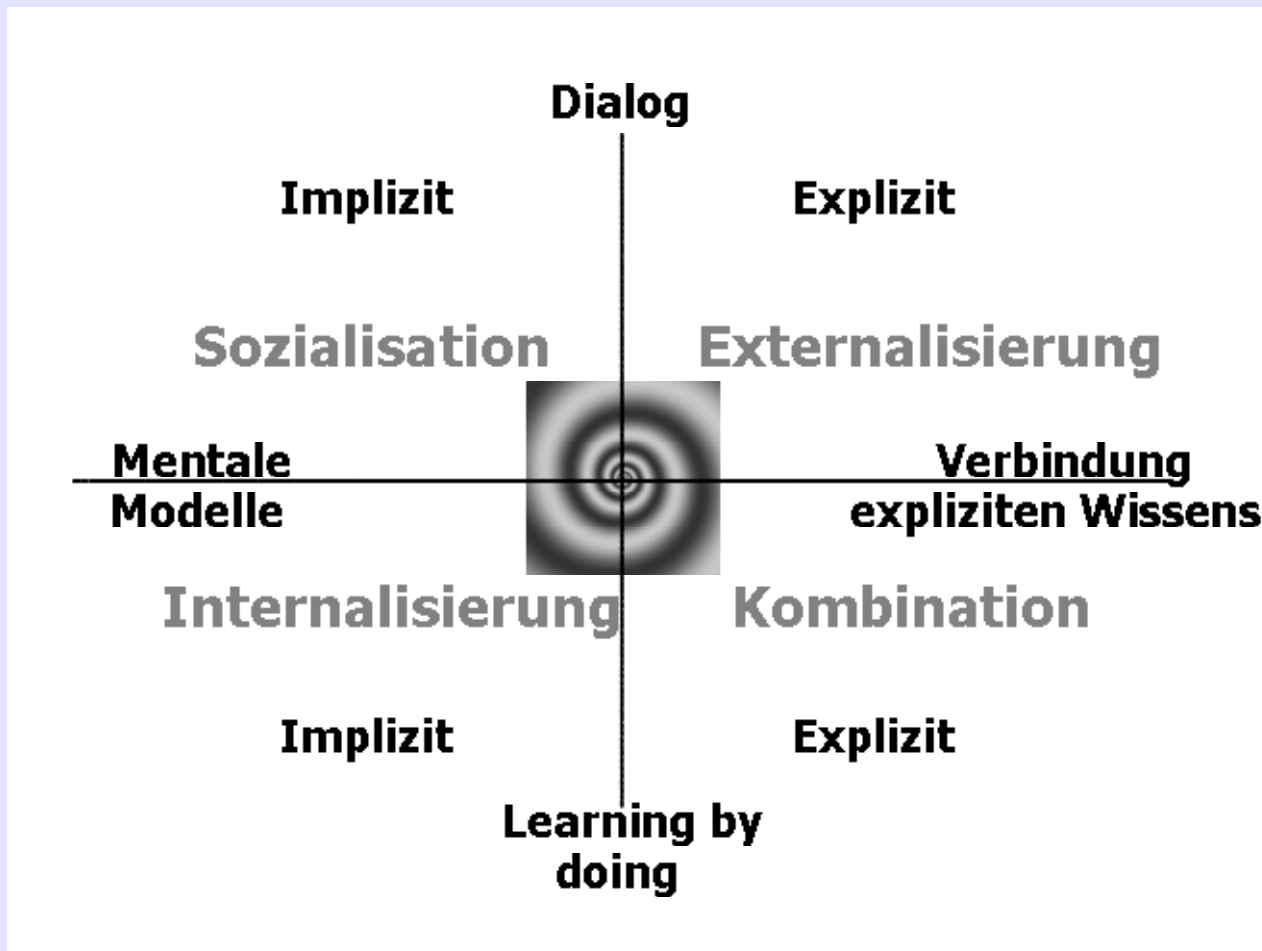 Dialog
Implizit
Explizit
Sozialisation
Externalisierung
Mentale
Modelle
Verbindung
expliziten Wissens
Internalisierung
Kombination
Implizit
Explizit
Learning by
doing